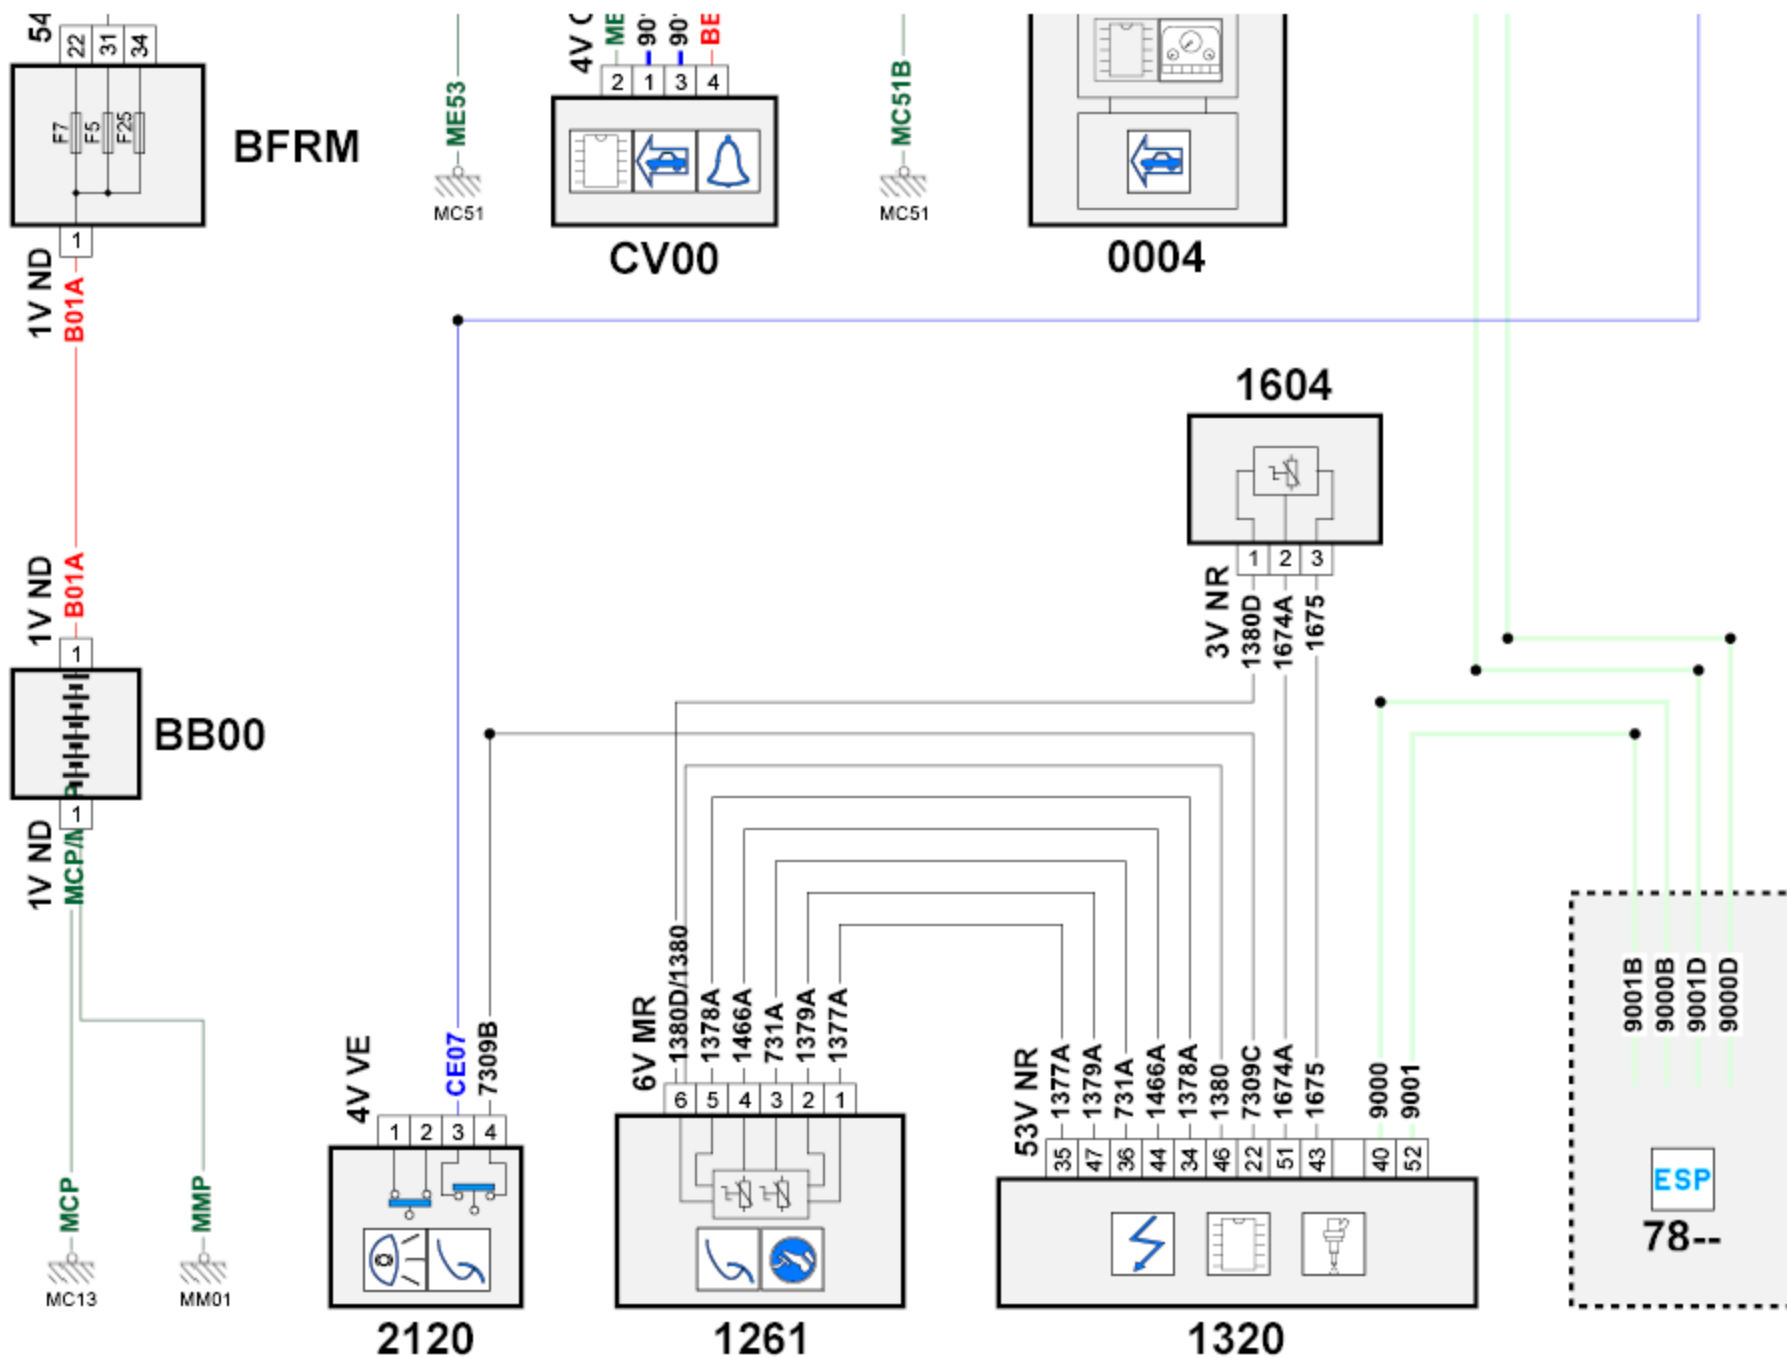 54
22 31 34
F7 F5 F25
BFRM
1
1V ND
B01A
ME53
MC51
4V
2 1 3 4
CV00
MC51B
MC51
0004
1604
1 2 3
3V NR
1380D 1674A 1675
1V ND
B01A
1
BB00
1
1V ND
MCP
MC13
MMP
MM01
4V VE
CE07 7309B
1 2 3 4
2120
6V MR
1380D/1380 1378A 1466A 731A 1379A 1377A
6 5 4 3 2 1
1261
53V NR
1377A 1379A 731A 1466A 1378A 1380 7309C 1674A 1675 9000 9001
35 47 36 44 34 46 22 51 43 40 52
1320
9001B 9000B 9001D 9000D
ESP
78--